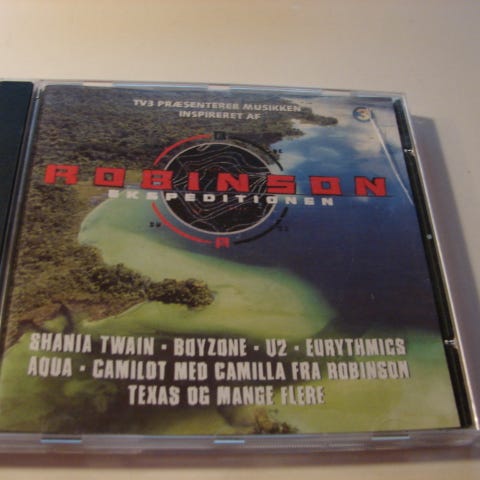 TV3 PRÆSENTERER MUSIKKEN
INSPIRERET AF
3
ROBINSON
EKSPEDITIONEN
SHANIA TWAIN · BOYZONE · U2 · EURYTHMICS
AQUA · CAMILOT MED CAMILLA FRA ROBINSON
TEXAS OG MANGE FLERE